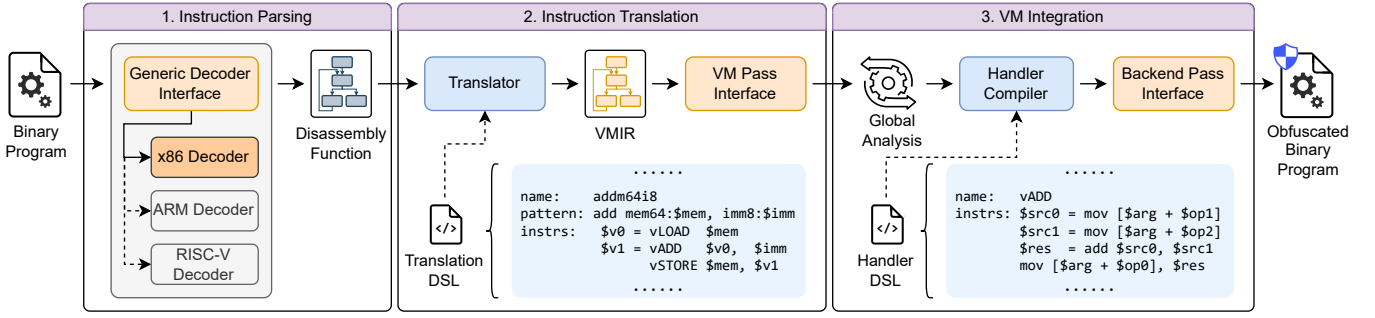 1. Instruction Parsing
2. Instruction Translation
3. VM Integration
Binary
Program
Generic Decoder
Interface
x86 Decoder
ARM Decoder
RISC-V
Decoder
Disassembly
Function
Translator
VMIR
VM Pass
Interface
Translation
DSL
</>
......
name:    addm64i8
pattern: add mem64:$mem, imm8:$imm
instrs:   $v0 = vLOAD  $mem
$v1 = vADD   $v0,  $imm
vSTORE $mem, $v1
......
Global
Analysis
Handler
Compiler
Backend Pass
Interface
Handler
DSL
</>
......
name:   vADD
instrs: $src0 = mov [$arg + $op1]
$src1 = mov [$arg + $op2]
$res  = add $src0, $src1
mov [$arg + $op0], $res
......
Obfuscated
Binary
Program